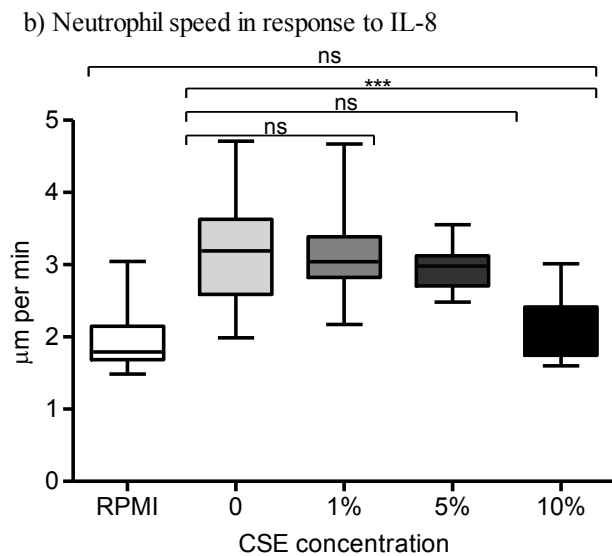 b) Neutrophil speed in response to IL-8
ns
***
ns
ns
5
4
3
2
1
0
μm per min
RPMI 0 1% 5% 10%
CSE concentration